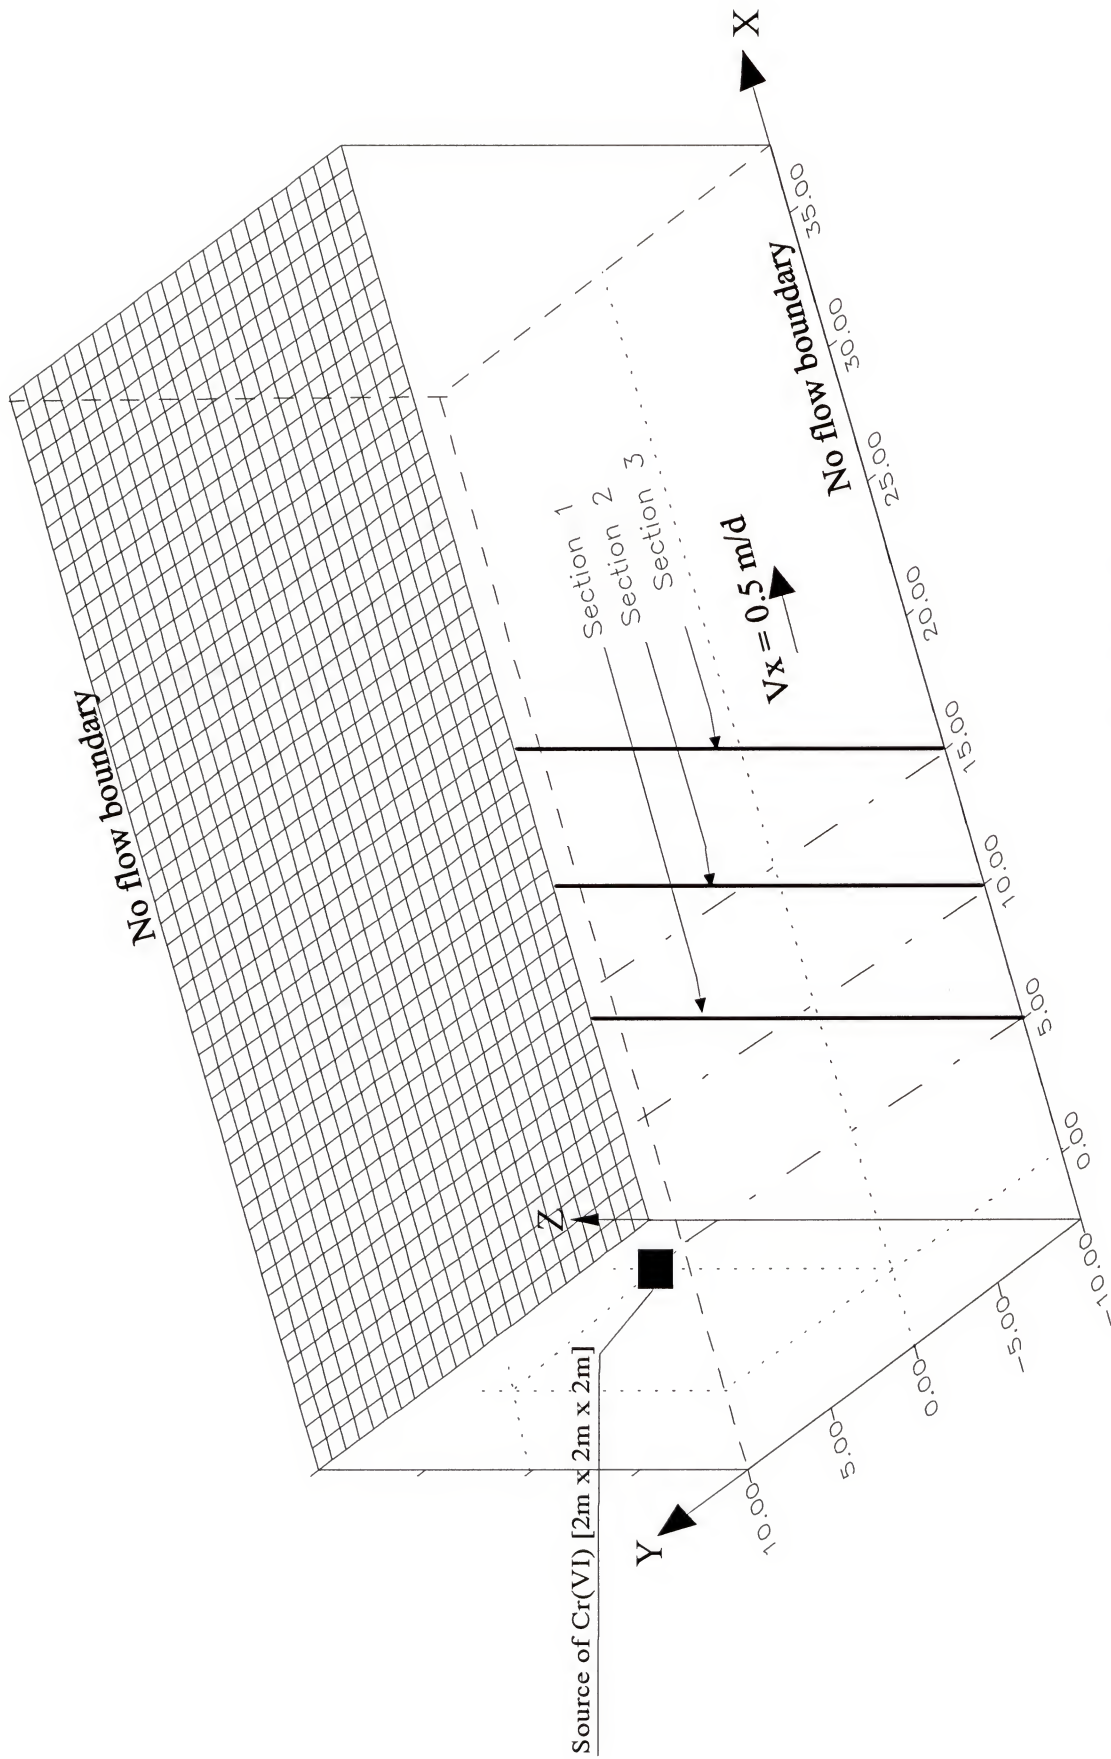 No flow boundary
X
Section 1
Section 2
Section 3
Vx = 0.5 m/d
No flow boundary
Z
Source of Cr(VI) [2m x 2m x 2m]
Y
10.00
5.00
0.00
-5.00
-10.00
0.00
5.00
10.00
15.00
20.00
25.00
30.00
35.00